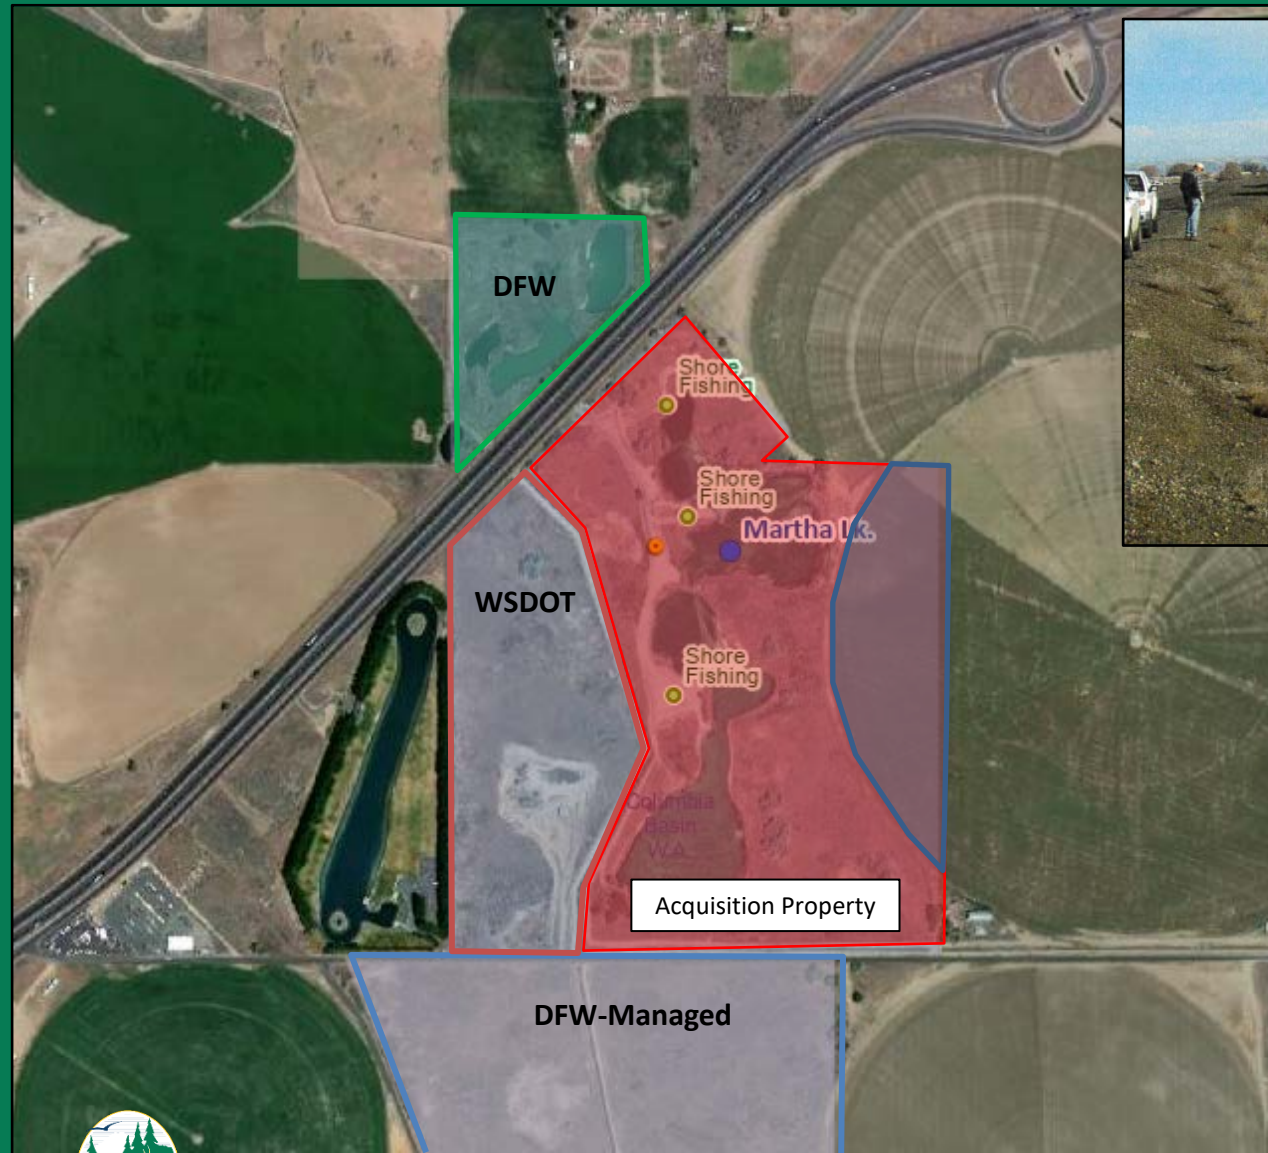 DFW
Shore
Fishing
Shore
Fishing
Martha Lk.
WSDOT
Shore
Fishing
Columbia
Basin
W.A.
Acquisition Property
DFW-Managed